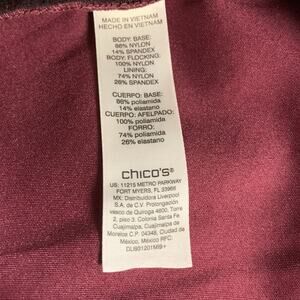 MADE IN VIETNAM
HECHO EN VIETNAM
BODY: BASE:
86% NYLON
14% SPANDEX
BODY: FLOCKING:
100% NYLON
LINING:
74% NYLON
26% SPANDEX
CUERPO: BASE:
86% poliamida
14% elastano
CUERPO: AFELPADO:
100% poliamida
FORRO:
74% poliamida
26% elastano
chico's®
US: 11215 METRO PARKWAY
FORT MYERS, FL 33966
MX: Distribuidora Liverpool
S.A. de C.V. Prolongación
vasco de Quiroga 4800, Torre
2, piso 3, Colonia Santa Fe
Cuajimalpa, Cuajimalpa de
Morelos C.P. 04348, Ciudad de
México, México RFC:
DLI931201MI9+